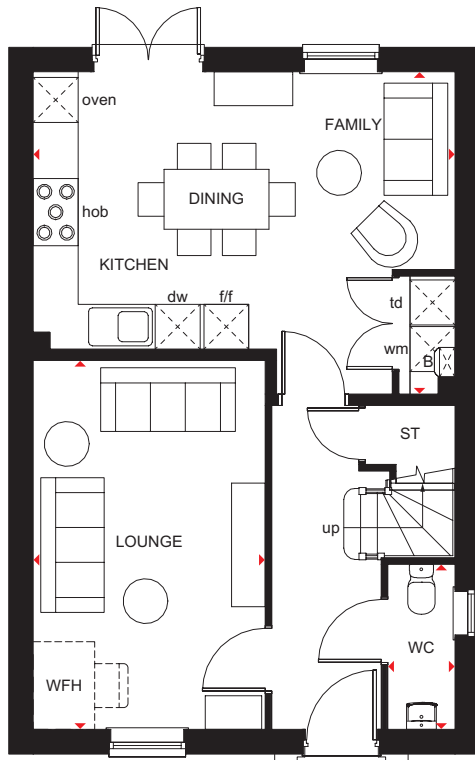 oven
FAMILY
DINING
hob
KITCHEN
dw
f/f
td
wm
B
ST
up
LOUNGE
WC
WFH